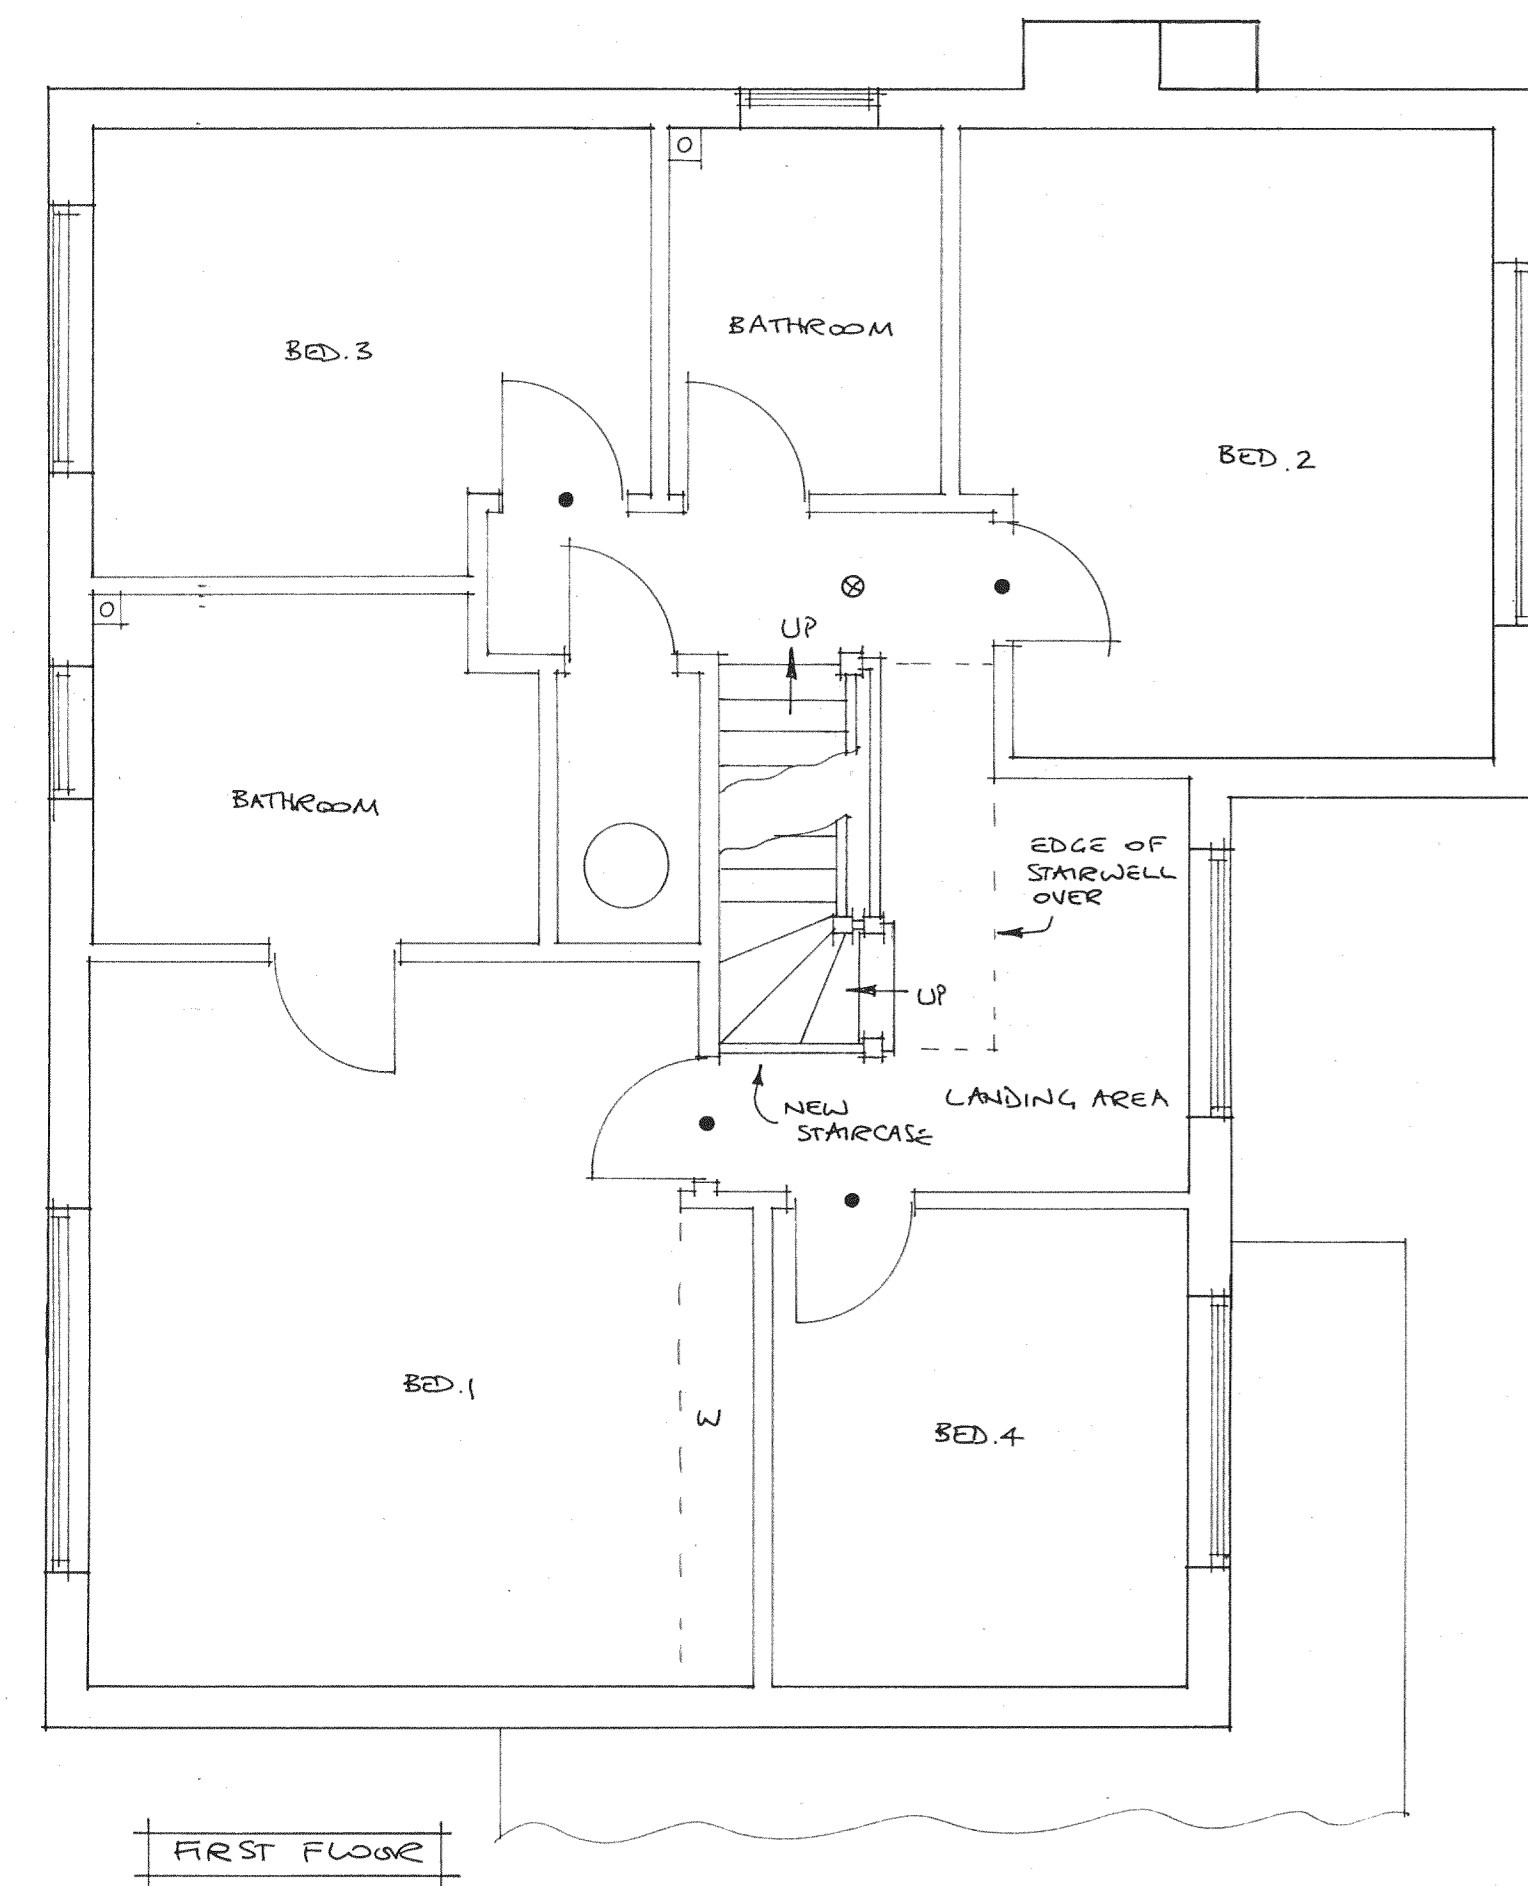 O
BATHROOM
BED.3
BED.2
O
UP
BATHROOM
EDGE OF
STAIRWELL
OVER
UP
LANDING AREA
NEW
STAIRCASE
BED.1
W
BED.4
FIRST FLOOR